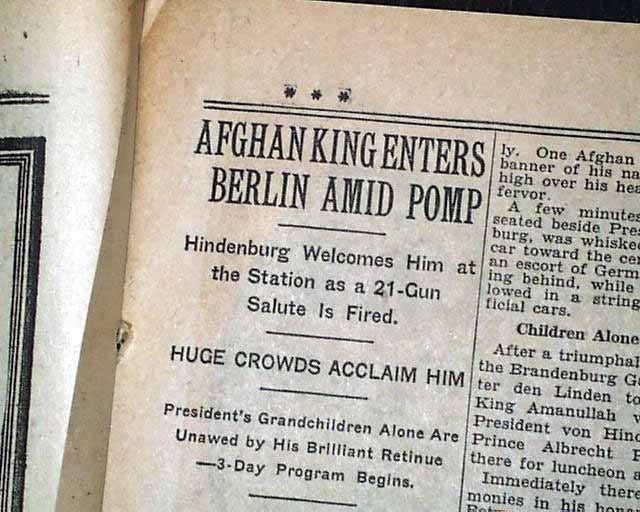 * * *
AFGHAN KING ENTERS
BERLIN AMID POMP
Hindenburg Welcomes Him at
the Station as a 21-Gun
Salute Is Fired.
HUGE CROWDS ACCLAIM HIM
President's Grandchildren Alone Are
Unawed by His Brilliant Retinue
—3-Day Program Begins.
ly. One Afghan
banner of his na
high over his hea
fervor.
A few minutes
seated beside Pres
burg, was whisked
car toward the cen
an escort of Germ
ing behind, while
lowed in a string
ficial cars.
Children Alone
After a triumphal
the Brandenburg G
ter den Linden to
King Amanullah
President von Hind
Prince Albrecht
there for luncheon a
Immediately there
monies in his hono